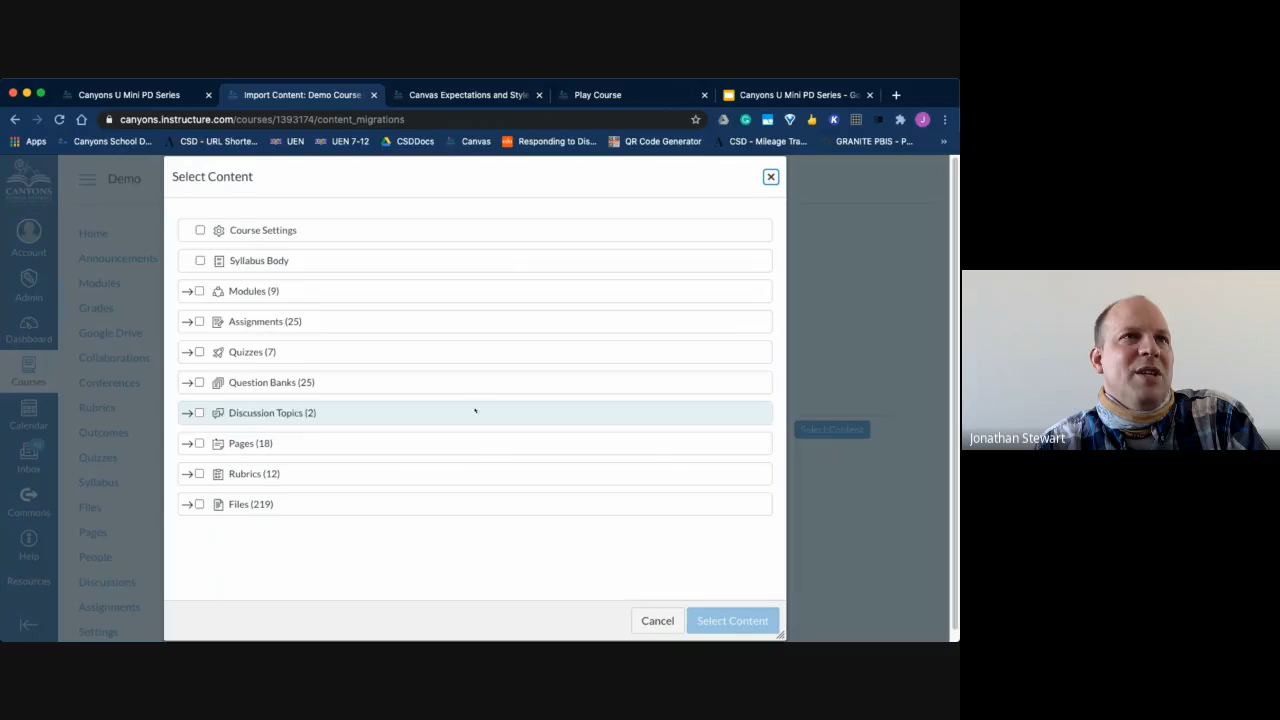 Canyons U Mini PD Series
Import Content: Demo Course
Canvas Expectations and Style
Play Course
Canyons U Mini PD Series - Go
canyons.instructure.com/courses/1393174/content_migrations
Apps
Canyons School D...
CSD - URL Shorte...
UEN
UEN 7-12
CSDDocs
Canvas
Responding to Dis...
QR Code Generator
CSD - Mileage Tra...
GRANITE PBIS - P...
»
CANYONS
Account
Admin
Dashboard
Courses
Calendar
Inbox
Commons
Help
Resources
Demo
Home
Announcements
Modules
Grades
Google Drive
Collaborations
Conferences
Rubrics
Outcomes
Quizzes
Syllabus
Files
Pages
People
Discussions
Assignments
Settings
Select Content
Course Settings
Syllabus Body
Modules (9)
Assignments (25)
Quizzes (7)
Question Banks (25)
Discussion Topics (2)
Pages (18)
Rubrics (12)
Files (219)
Cancel
Select Content
Select Content
Jonathan Stewart